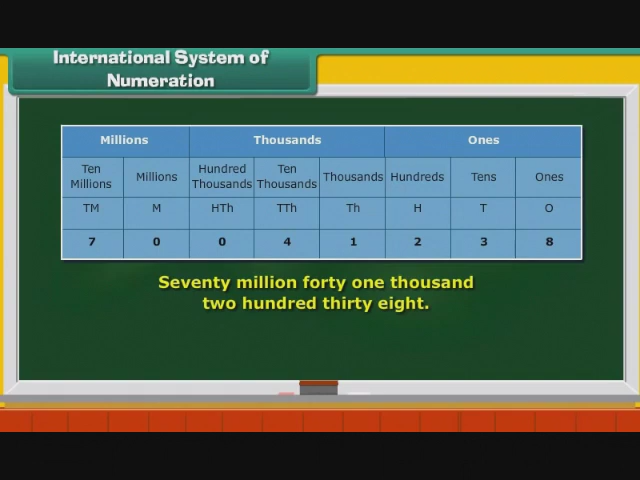 International System of
Numeration
Millions Thousands Ones
Ten Millions Millions Hundred Thousands Ten Thousands Thousands Hundreds Tens Ones
TM M HTh TTh Th H T O
7 0 0 4 1 2 3 8
Seventy million forty one thousand
two hundred thirty eight.